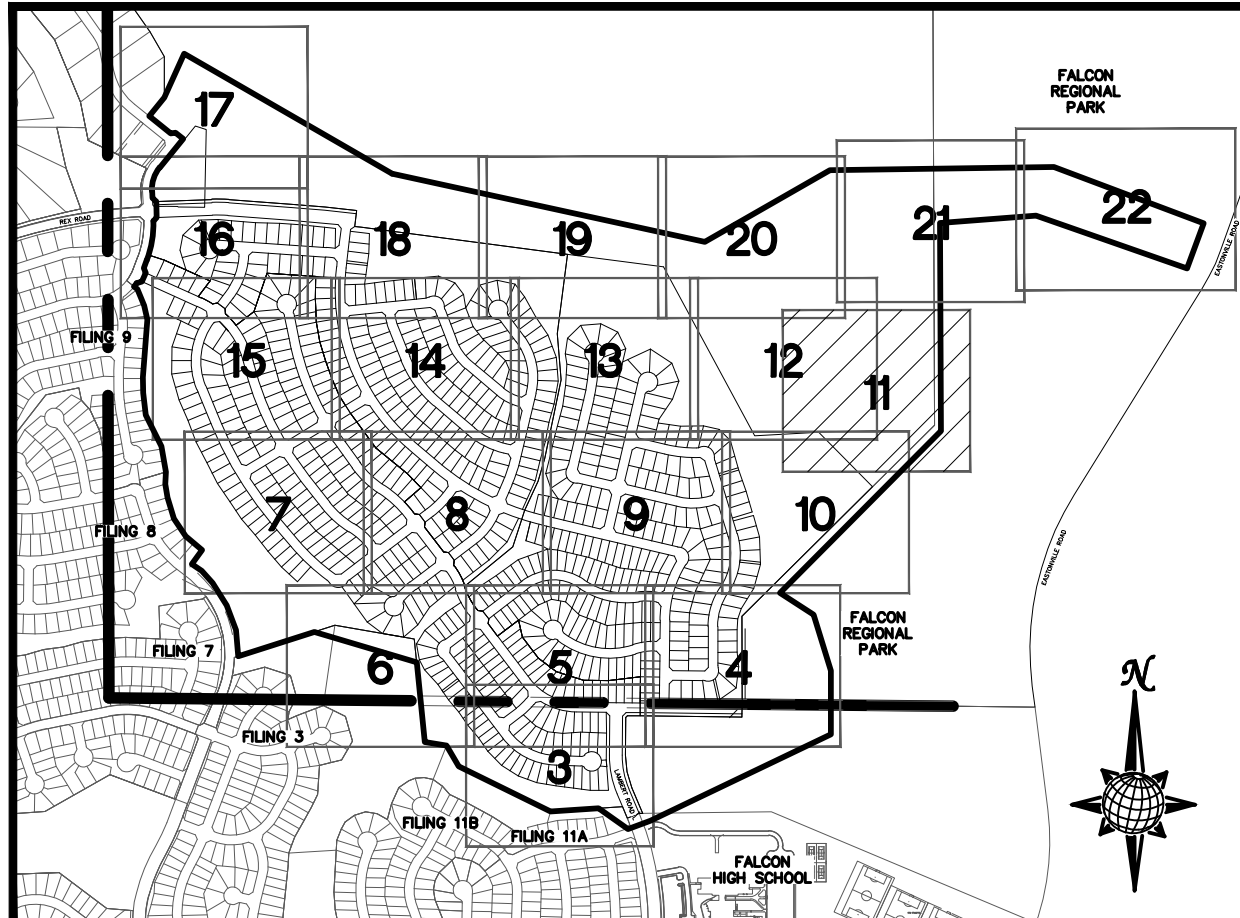 FALCON
REGIONAL
PARK
17
22
REX ROAD
16
18
19
20
21
EASTONVILLE ROAD
FILING 9
15
14
13
12
11
7
8
9
10
FILING 8
EASTONVILLE ROAD
FALCON
REGIONAL
PARK
FILING 7
6
5
4
N
FILING 3
3
LAMBERT ROAD
FILING 11B
FILING 11A
FALCON
HIGH SCHOOL